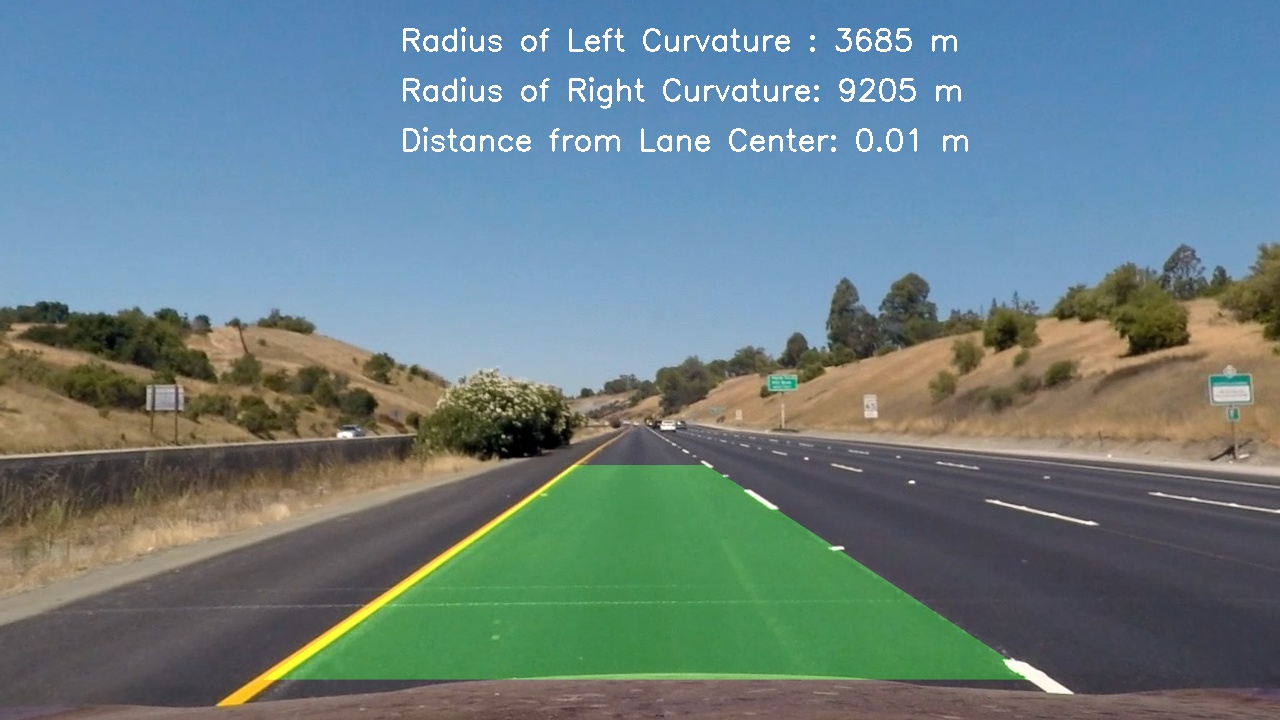 Radius of Left Curvature : 3685 m
Radius of Right Curvature: 9205 m
Distance from Lane Center: 0.01 m